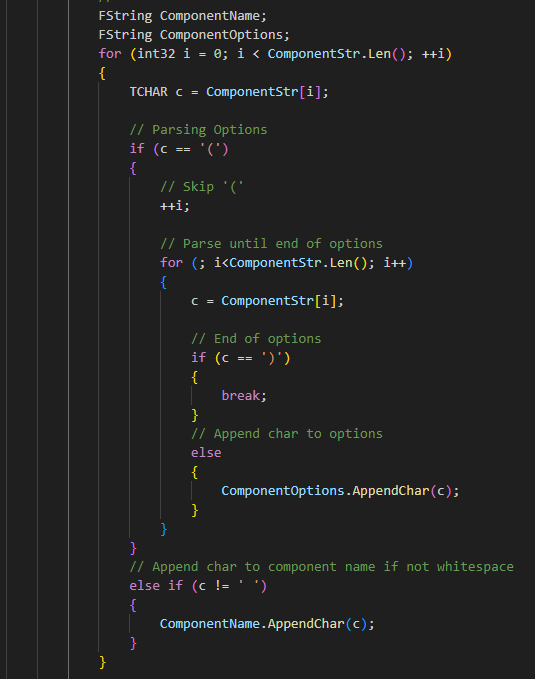 FString ComponentName;
FString ComponentOptions;
for (int32 i = 0; i < ComponentStr.Len(); ++i)
{
    TCHAR c = ComponentStr[i];

    // Parsing Options
    if (c == '(')
    {
        // Skip '('
        ++i;

        // Parse until end of options
        for (; i<ComponentStr.Len(); i++)
        {
            c = ComponentStr[i];

            // End of options
            if (c == ')')
            {
                break;
            }
            // Append char to options
            else
            {
                ComponentOptions.AppendChar(c);
            }
        }
    }
    // Append char to component name if not whitespace
    else if (c != ' ')
    {
        ComponentName.AppendChar(c);
    }
}